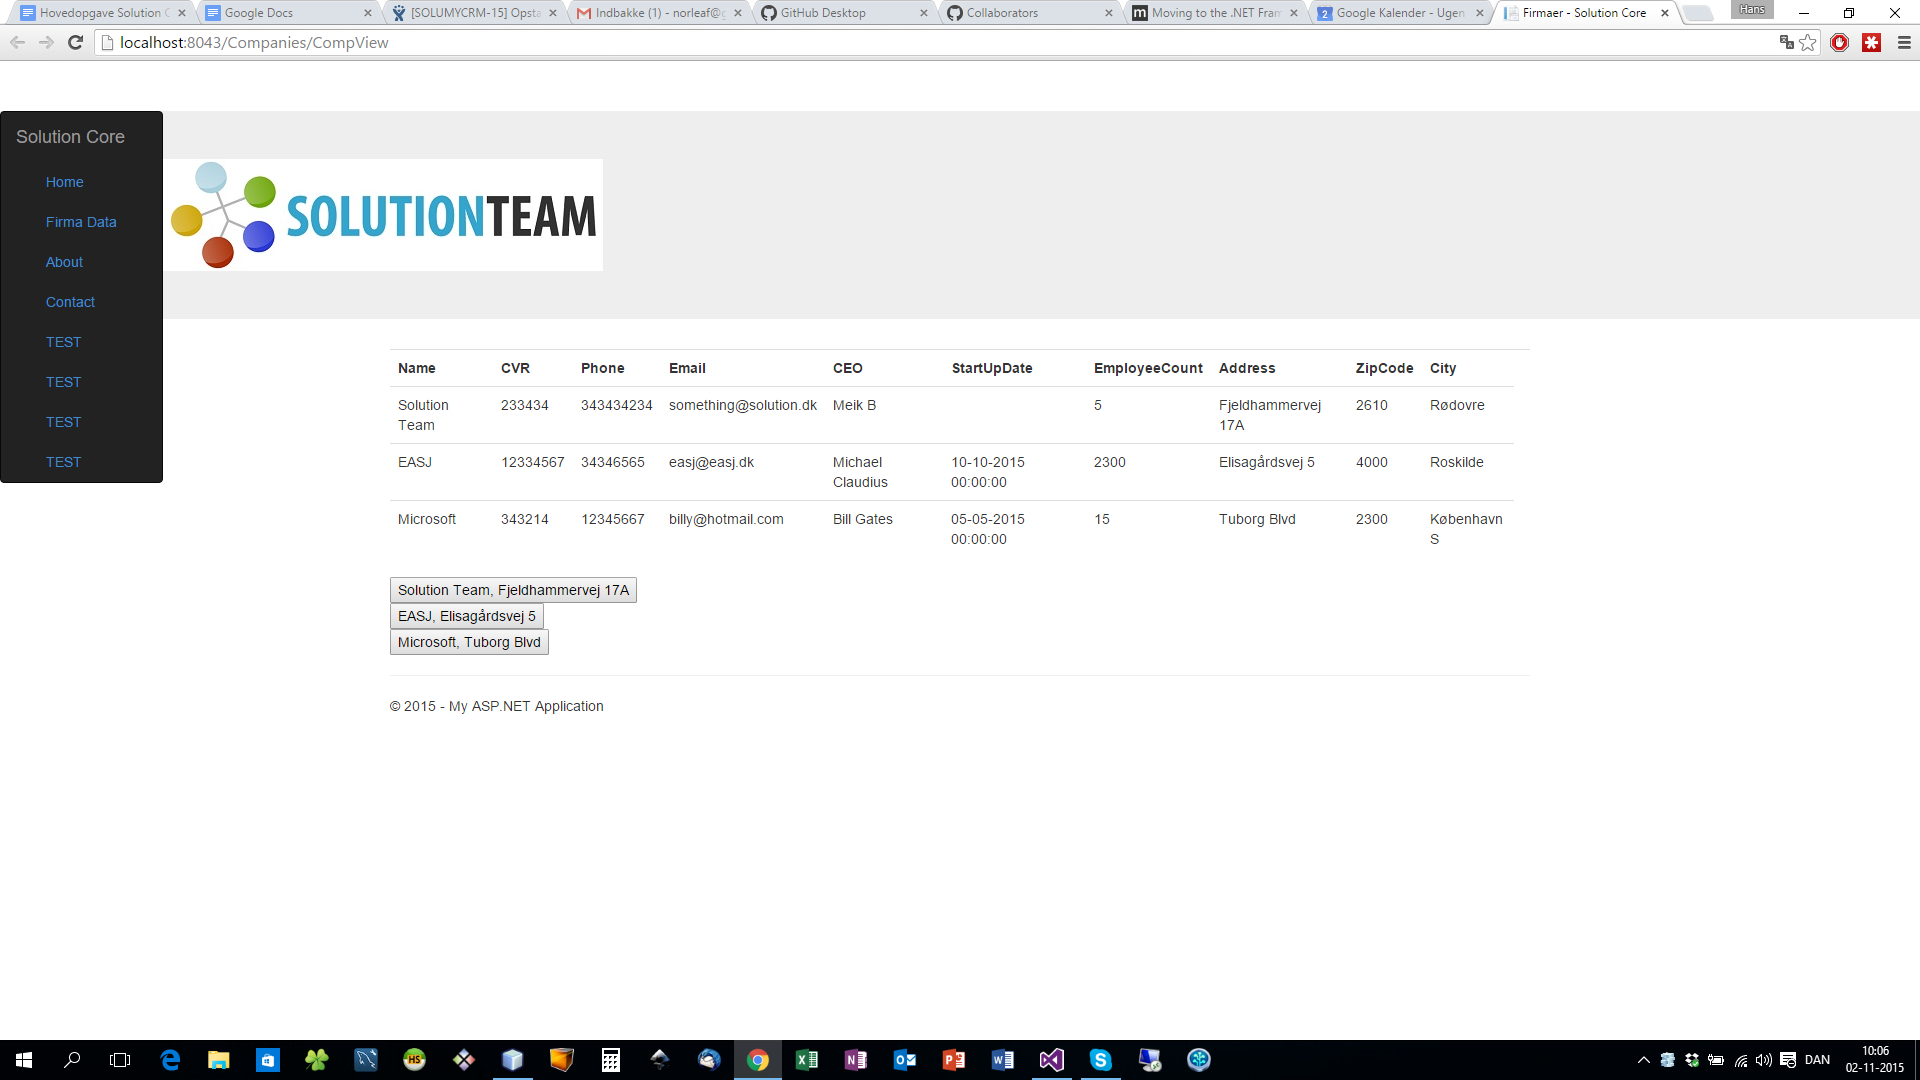 Hovedopgave Solution C
Google Docs
[SOLUMYCRM-15] Opsta
Indbakke (1) - norleaf@g
GitHub Desktop
Collaborators
Moving to the .NET Fram
2 Google Kalender - Ugen
Firmaer - Solution Core
Hans
localhost:8043/Companies/CompView
Solution Core
Home
Firma Data
About
Contact
TEST
TEST
TEST
TEST
SOLUTIONTEAM
Name CVR Phone Email CEO StartUpDate EmployeeCount Address ZipCode City
Solution 233434 343434234 something@solution.dk Meik B 5 Fjeldhammervej 2610 Rødovre
Team 17A
EASJ 12334567 34346565 easj@easj.dk Michael 10-10-2015 2300 Elisagårdsvej 5 4000 Roskilde
Claudius 00:00:00
Microsoft 343214 12345667 billy@hotmail.com Bill Gates 05-05-2015 15 Tuborg Blvd 2300 København
00:00:00 S
Solution Team, Fjeldhammervej 17A
EASJ, Elisagårdsvej 5
Microsoft, Tuborg Blvd
© 2015 - My ASP.NET Application
DAN
10:06
02-11-2015